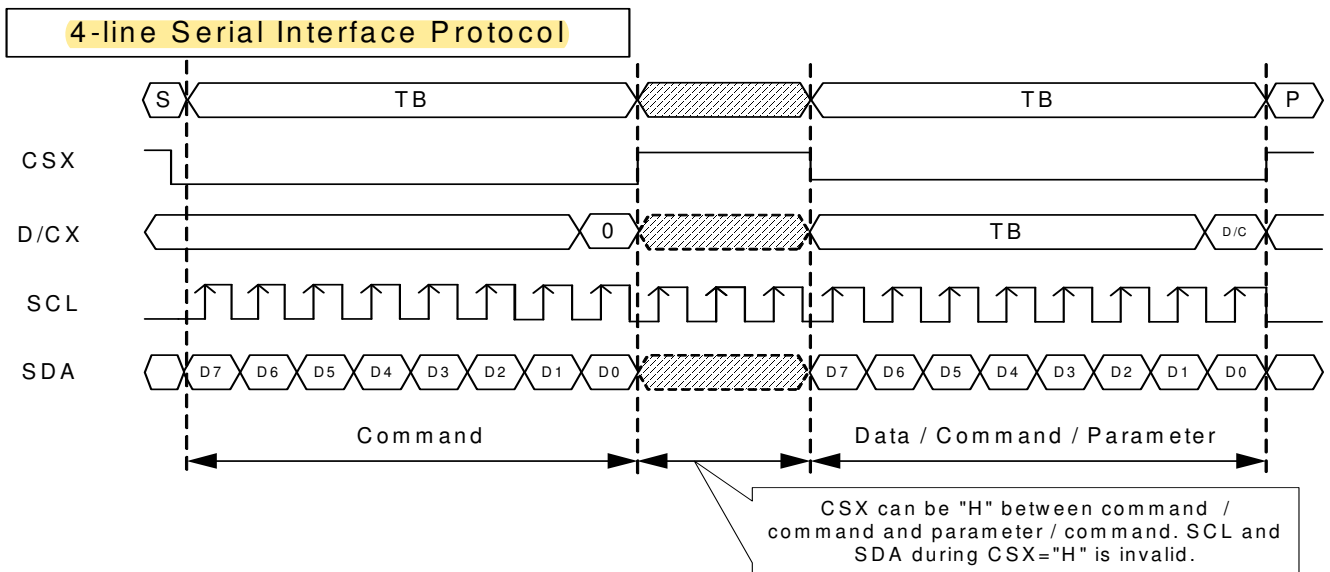 4-line Serial Interface Protocol
S TB TB P
CSX
D/CX 0 TB D/C
SCL
SDA D7 D6 D5 D4 D3 D2 D1 D0 D7 D6 D5 D4 D3 D2 D1 D0
Command Data / Command / Parameter
CSX can be "H" between command /
command and parameter / command. SCL and
SDA during CSX="H" is invalid.